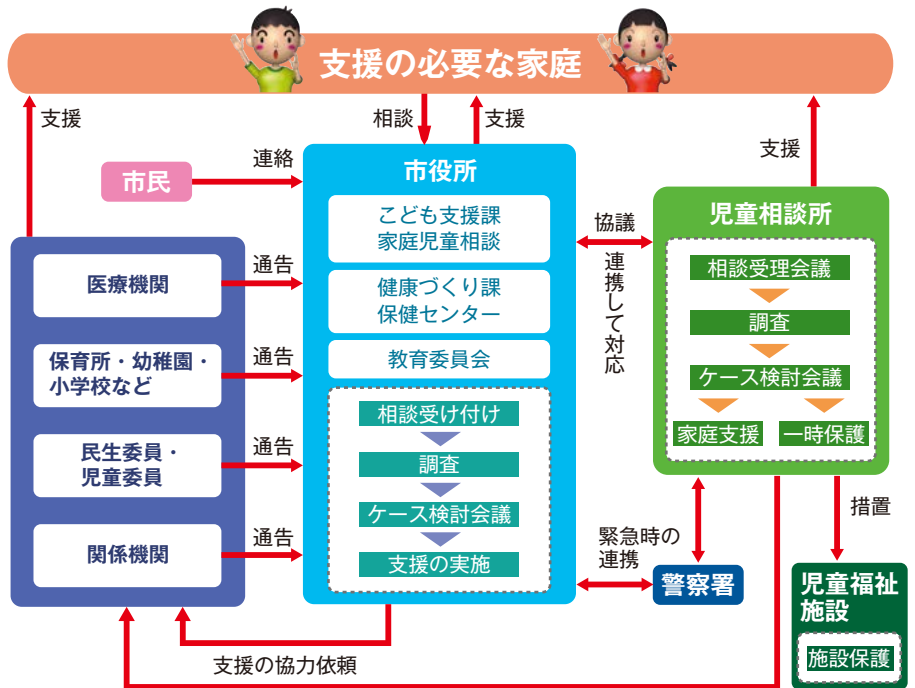 支援の必要な家庭
支援
相談
支援
支援
市民
連絡
医療機関
通告
保育所・幼稚園・
小学校など
通告
民生委員・
児童委員
通告
関係機関
通告
市役所
こども支援課
家庭児童相談
健康づくり課
保健センター
教育委員会
相談受け付け
調査
ケース検討会議
支援の実施
協議
連携して対応
児童相談所
相談受理会議
調査
ケース検討会議
家庭支援
一時保護
緊急時の
連携
警察署
措置
児童福祉
施設
施設保護
支援の協力依頼